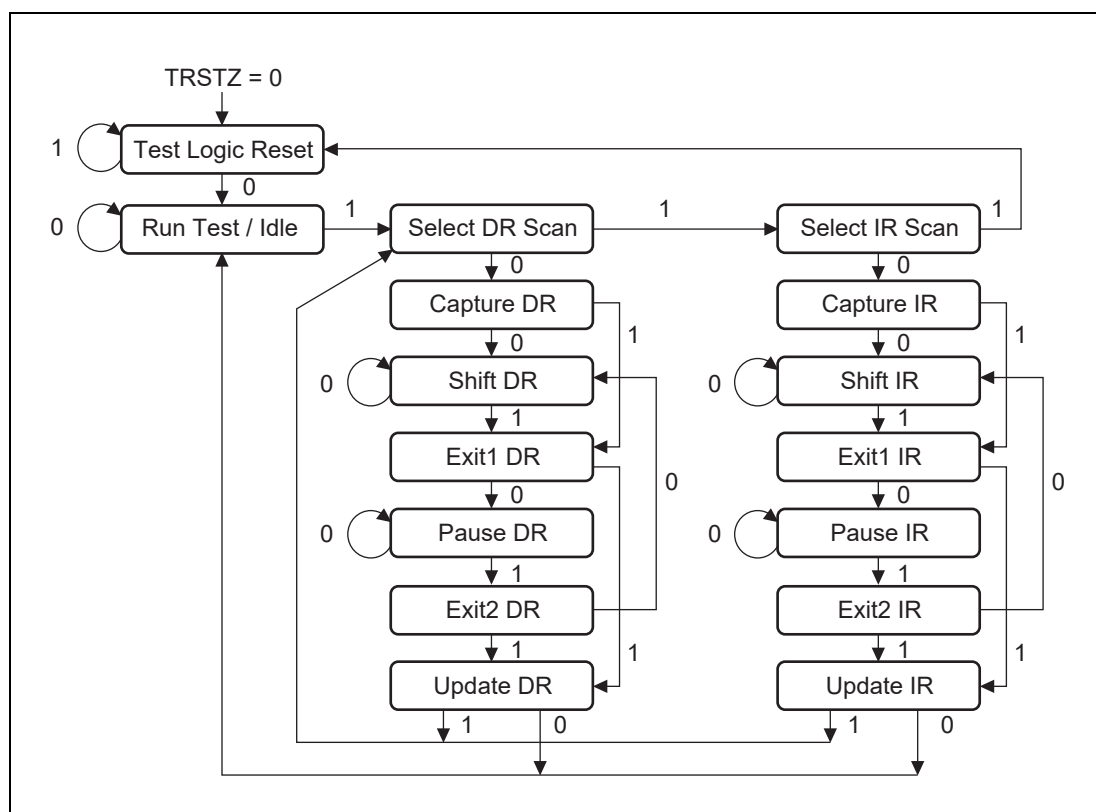 TRSTZ = 0
1
Test Logic Reset
0
0
Run Test / Idle
1
Select DR Scan
1
Select IR Scan
1
0
0
Capture DR
1
Capture IR
1
0
0
0
Shift DR
0
Shift IR
1
1
Exit1 DR
Exit1 IR
0
0
0
0
0
Pause DR
0
Pause IR
1
1
Exit2 DR
Exit2 IR
1
1
1
1
Update DR
Update IR
1
0
1
0